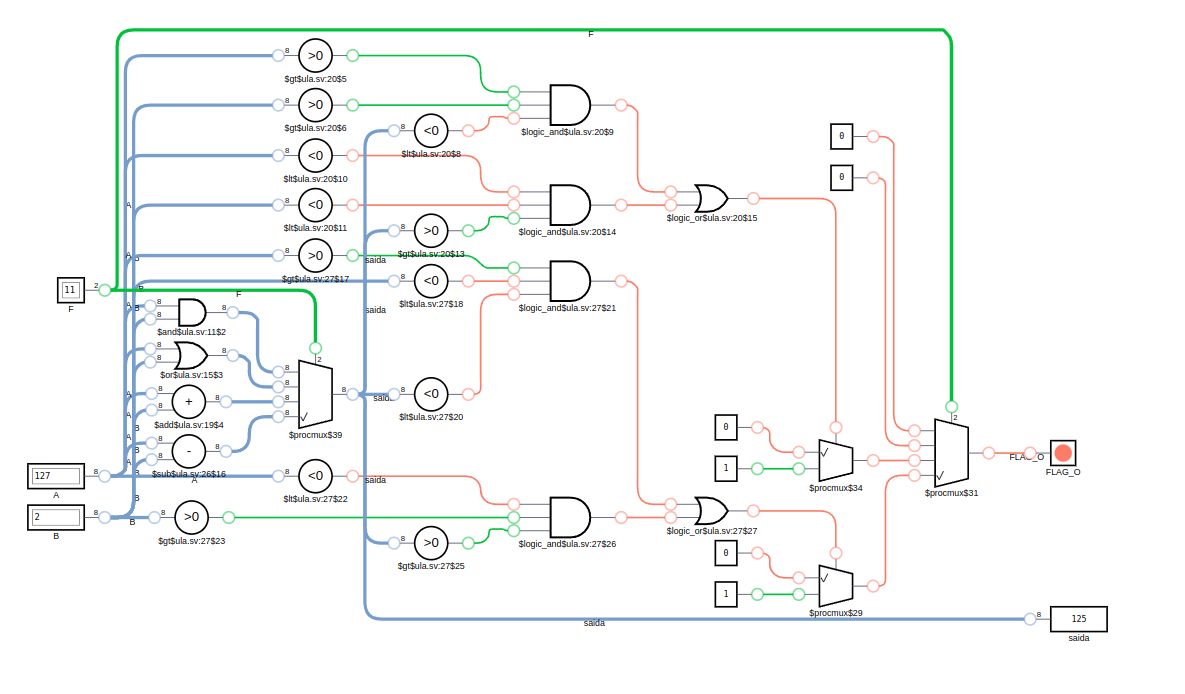 F
8
>0
$gt$ula.sv:20$5
8
>0
$gt$ula.sv:20$6
8
<0
$lt$ula.sv:20$8
$logic_and$ula.sv:20$9
0
8
<0
$lt$ula.sv:20$10
0
A
8
<0
$lt$ula.sv:20$11
$logic_or$ula.sv:20$15
8
>0
$gt$ula.sv:20$13
$logic_and$ula.sv:20$14
A
B
8
>0
$gt$ula.sv:27$17
saida
8
<0
$lt$ula.sv:27$18
11
2
F
B
F
A
B
8
8
$and$ula.sv:11$2
8
saida
$logic_and$ula.sv:27$21
8
8
$or$ula.sv:15$3
8
2
8
8
8
8
$procmux$39
8
A
8
8
+
8
$add$ula.sv:19$4
saida
8
<0
$lt$ula.sv:27$20
A
B
A
B
8
8
-
8
$sub$ula.sv:26$16
0
1
$procmux$34
2
$procmux$31
FLAG_O
FLAG_O
127
8
A
A
B
A
8
<0
$lt$ula.sv:27$22
saida
2
8
B
B
B
8
>0
$gt$ula.sv:27$23
8
>0
$gt$ula.sv:27$25
$logic_and$ula.sv:27$26
$logic_or$ula.sv:27$27
0
1
$procmux$29
saida
8
125
saida